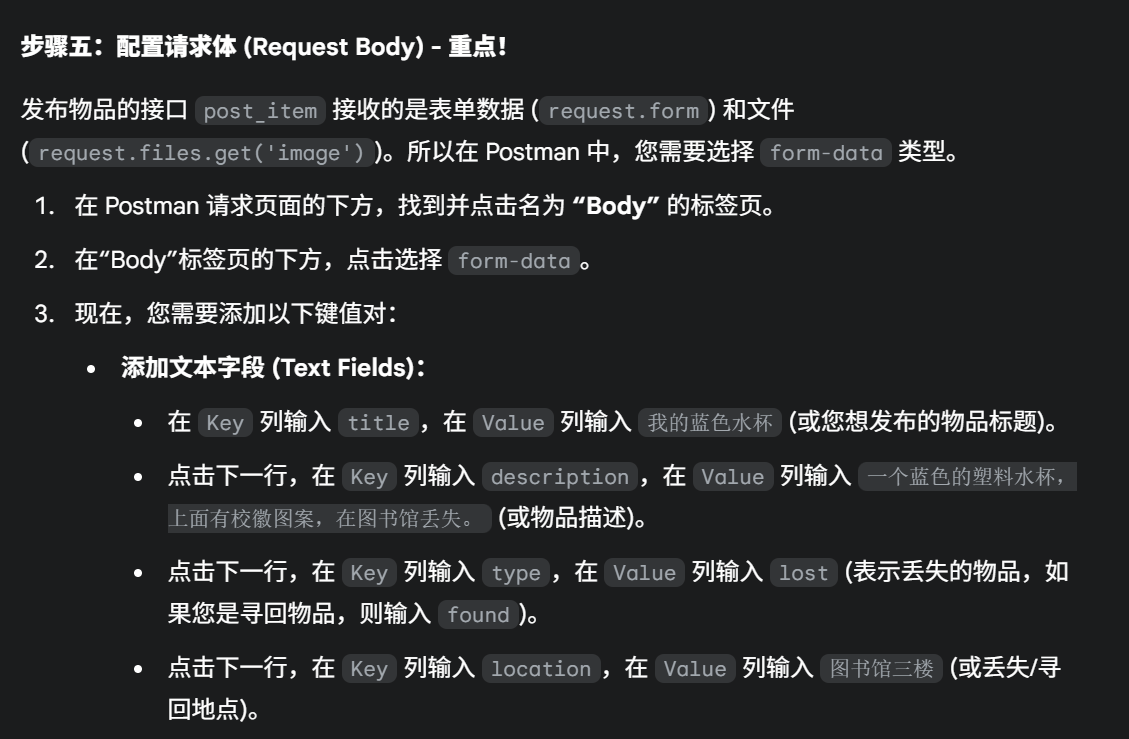 步骤五：配置请求体 (Request Body) - 重点！
发布物品的接口 post_item 接收的是表单数据 (request.form) 和文件
(request.files.get('image'))。所以在 Postman 中，您需要选择 form-data 类型。
1. 在 Postman 请求页面的下方，找到并点击名为 “Body” 的标签页。
2. 在“Body”标签页的下方，点击选择 form-data。
3. 现在，您需要添加以下键值对：
• 添加文本字段 (Text Fields)：
• 在 Key 列输入 title，在 Value 列输入 我的蓝色水杯 (或您想发布的物品标题)。
• 点击下一行，在 Key 列输入 description，在 Value 列输入 一个蓝色的塑料水杯，
上面有校徽图案，在图书馆丢失。 (或物品描述)。
• 点击下一行，在 Key 列输入 type，在 Value 列输入 lost (表示丢失的物品，如
果您是寻回物品，则输入 found)。
• 点击下一行，在 Key 列输入 location，在 Value 列输入 图书馆三楼 (或丢失/寻
回地点)。